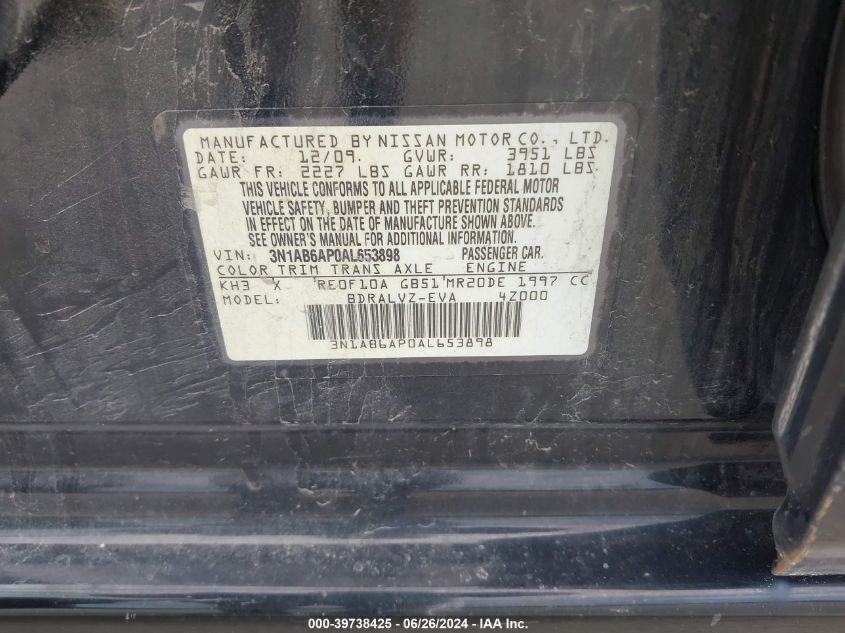 MANUFACTURED BY NISSAN MOTOR CO., LTD.
DATE: 12/09. GVWR: 3951 LBS
GAWR FR: 2227 LBS GAWR RR: 1810 LBS
THIS VEHICLE CONFORMS TO ALL APPLICABLE FEDERAL MOTOR
VEHICLE SAFETY, BUMPER AND THEFT PREVENTION STANDARDS
IN EFFECT ON THE DATE OF MANUFACTURE SHOWN ABOVE.
SEE OWNER'S MANUAL FOR ADDITIONAL INFORMATION.
VIN: 3N1AB6AP0AL653898 PASSENGER CAR.
COLOR TRIM TRANS AXLE ENGINE
KH3 X RE0F10A GB51 MR20DE 1997 CC
MODEL: BDRALVZ-EVA 4Z000
3N1AB6AP0AL653898
000-39738425 - 06/26/2024 - IAA Inc.